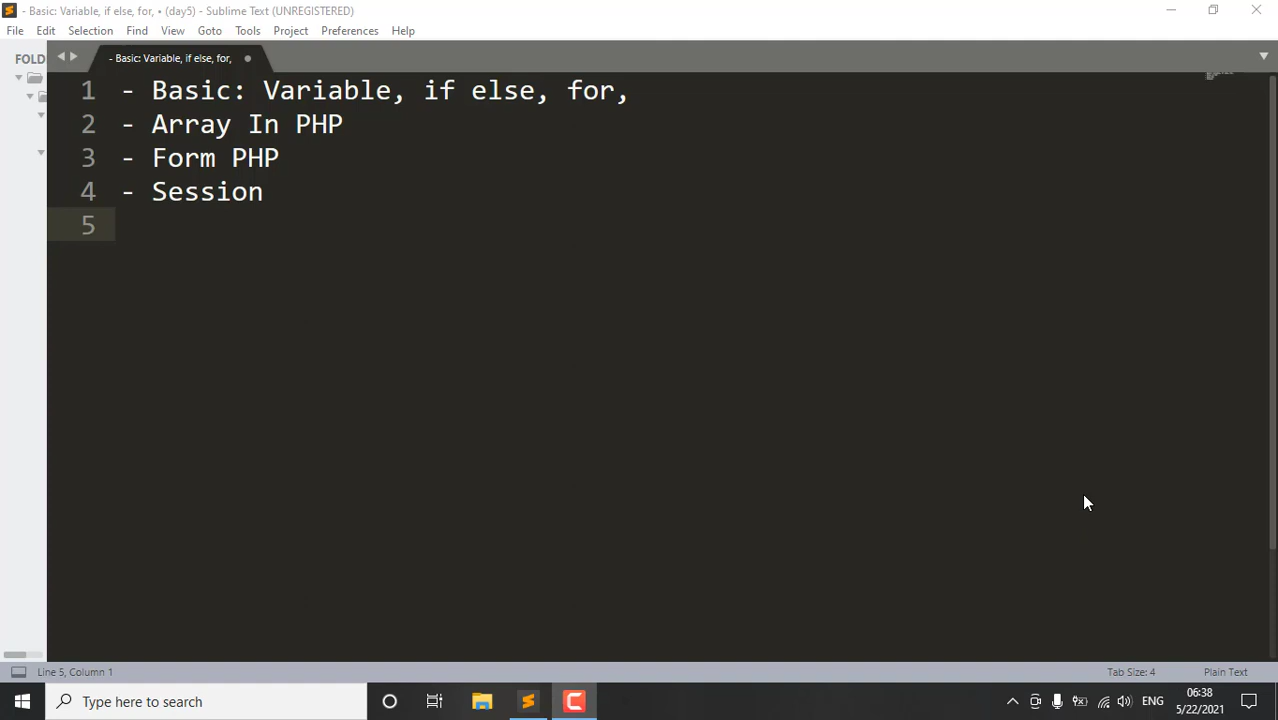 - Basic: Variable, if else, for, • (day5) - Sublime Text (UNREGISTERED)
File Edit Selection Find View Goto Tools Project Preferences Help
FOLD
- Basic: Variable, if else, for,
1 - Basic: Variable, if else, for,
2 - Array In PHP
3 - Form PHP
4 - Session
5
Line 5, Column 1 Tab Size: 4 Plain Text
Type here to search ENG 06:38
5/22/2021